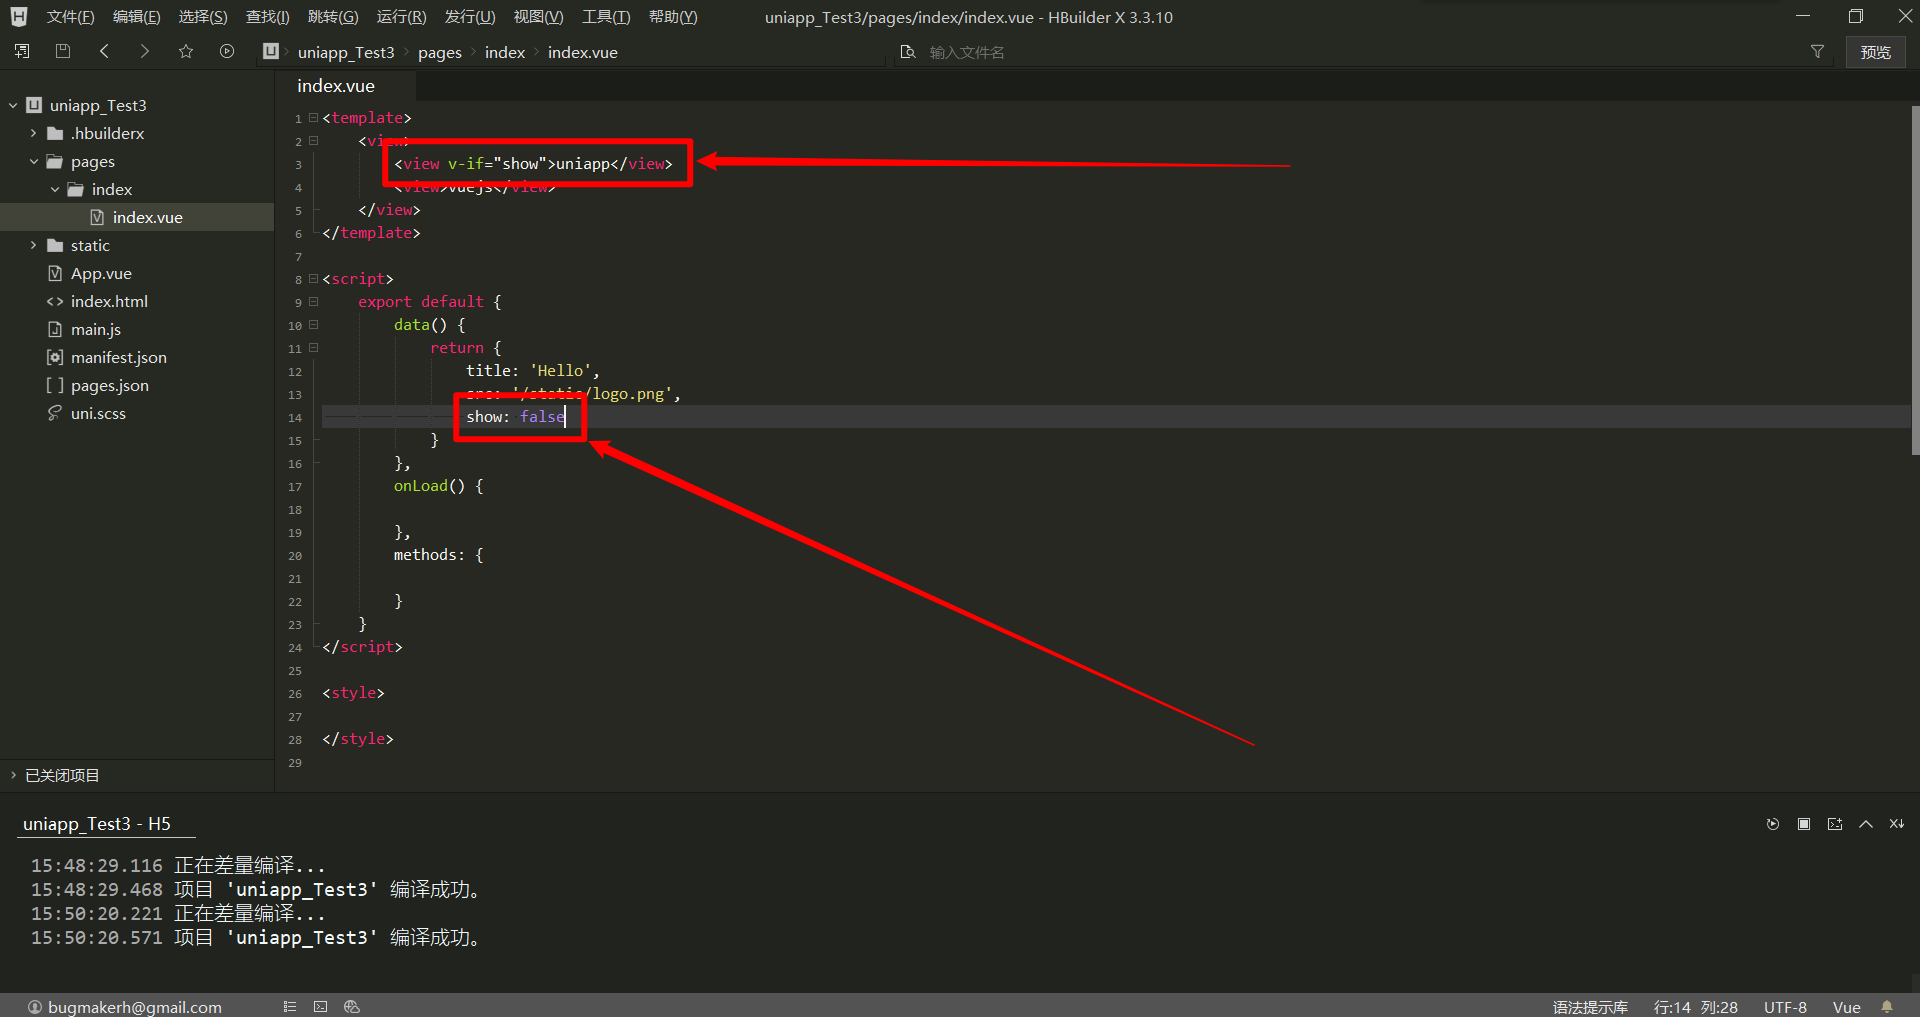 文件(F) 编辑(E) 选择(S) 查找(I) 跳转(G) 运行(R) 发行(U) 视图(V) 工具(T) 帮助(Y) uniapp_Test3/pages/index/index.vue - HBuilder X 3.3.10
uniapp_Test3 pages index index.vue 输入文件名 预览
uniapp_Test3
.hbuilderx
pages
index
index.vue
static
App.vue
index.html
main.js
manifest.json
pages.json
uni.scss
已关闭项目
index.vue
1 <template>
2 <view>
3 <view v-if="show">uniapp</view>
4 <view>vuejs</view>
5 </view>
6 </template>
7
8 <script>
9 export default {
10 data() {
11 return {
12 title: 'Hello',
13 src: '/static/logo.png',
14 show: false
15 }
16 },
17 onLoad() {
18
19 },
20 methods: {
21
22 }
23 }
24 </script>
25
26 <style>
27
28 </style>
29
uniapp_Test3 - H5
15:48:29.116 正在差量编译...
15:48:29.468 项目 'uniapp_Test3' 编译成功。
15:50:20.221 正在差量编译...
15:50:20.571 项目 'uniapp_Test3' 编译成功。
bugmakerh@gmail.com 语法提示库 行:14 列:28 UTF-8 Vue